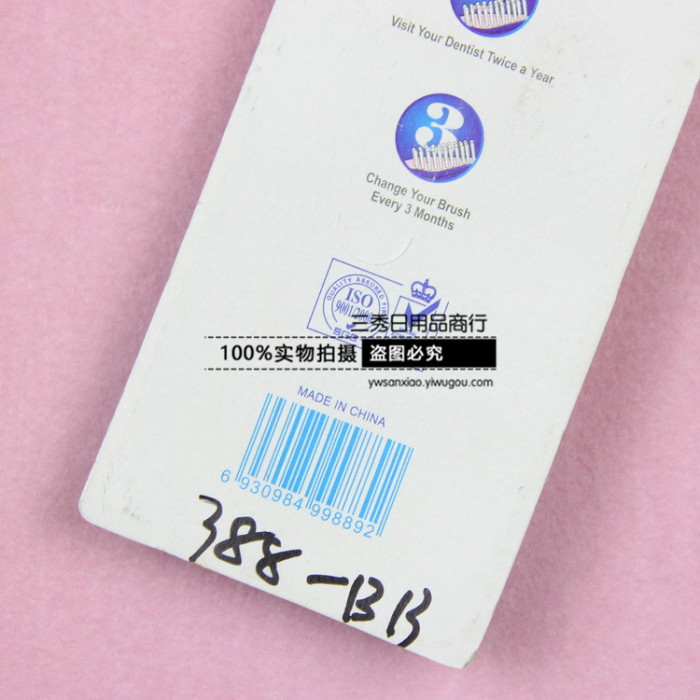 Visit Your Dentist Twice a Year
3
Change Your Brush
Every 3 Months
QUALITY ASSURED
ISO
三秀日用品商行
100%实物拍摄 盗图必究
ywsanxiao.yiwugou.com
MADE IN CHINA
6 930984 998892
388-BB